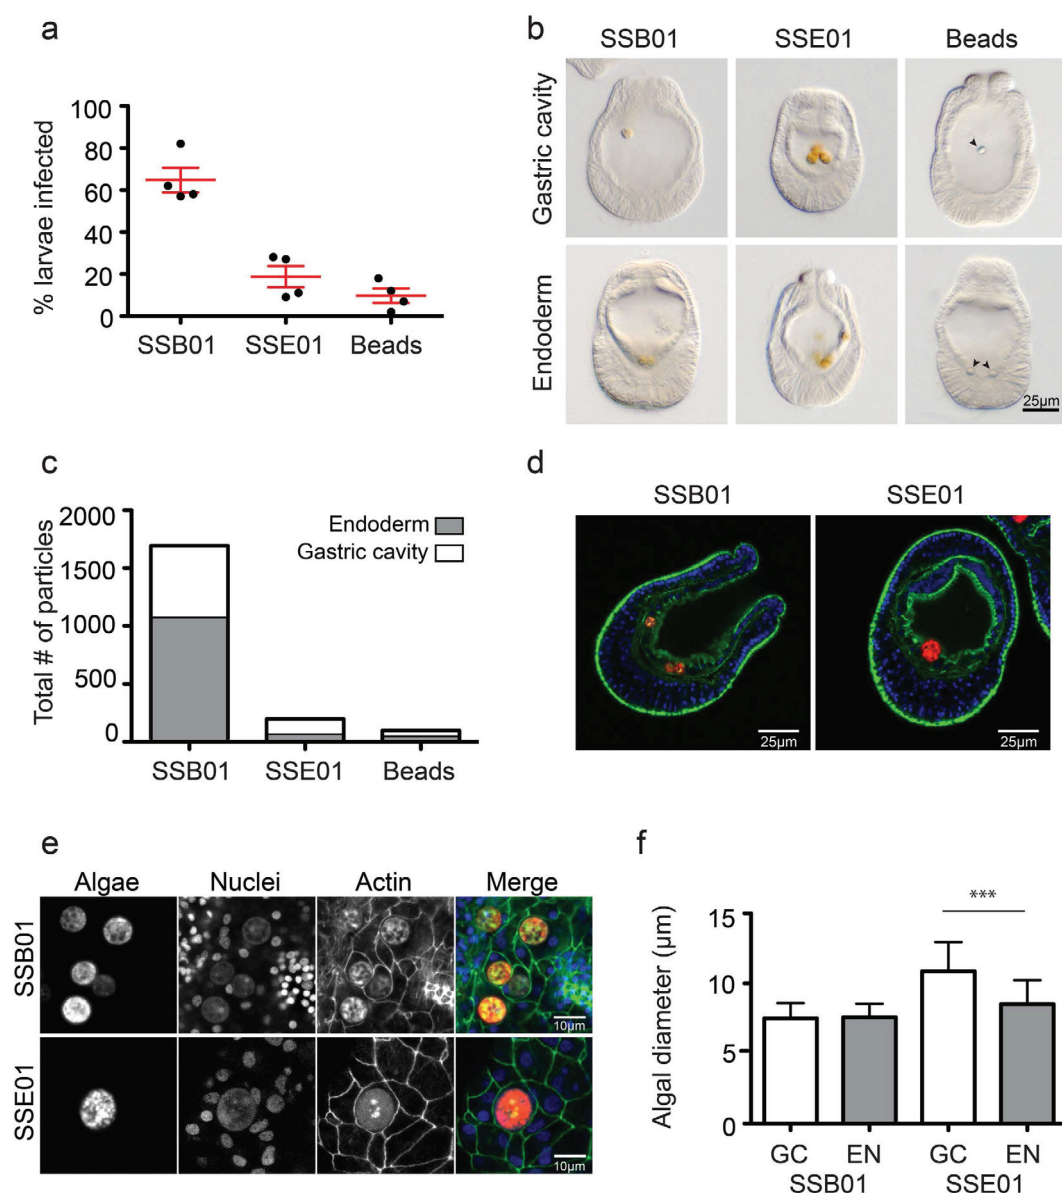 a
% larvae infected
100
80
60
40
20
0
SSB01 SSE01 Beads
b
SSB01 SSE01 Beads
Gastric cavity
Endoderm
25µm
c
Total # of particles
2000
1500
1000
500
0
Endoderm
Gastric cavity
SSB01 SSE01 Beads
d
SSB01 SSE01
25µm 25µm
e
Algae Nuclei Actin Merge
SSB01
10µm
SSE01
10µm
f
Algal diameter (µm)
15
10
5
0
***
GC EN GC EN
SSB01 SSE01